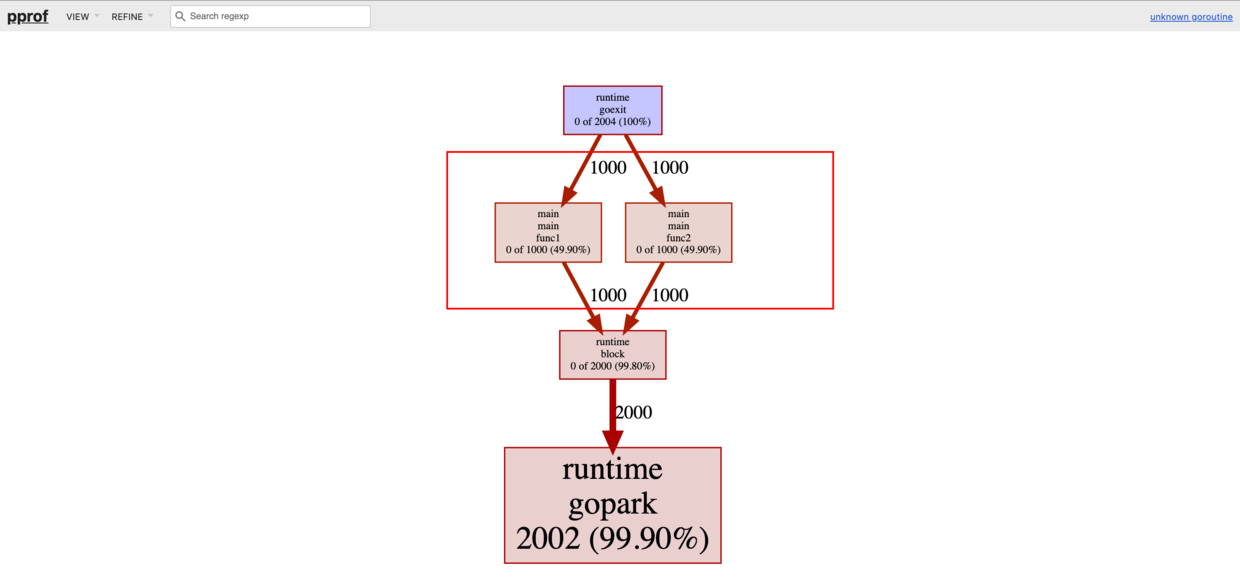 pprof VIEW REFINE Search regexp unknown goroutine
runtime
goexit
0 of 2004 (100%)
1000 1000
main
main
func1
0 of 1000 (49.90%)
main
main
func2
0 of 1000 (49.90%)
1000 1000
runtime
block
0 of 2000 (99.80%)
2000
runtime
gopark
2002 (99.90%)